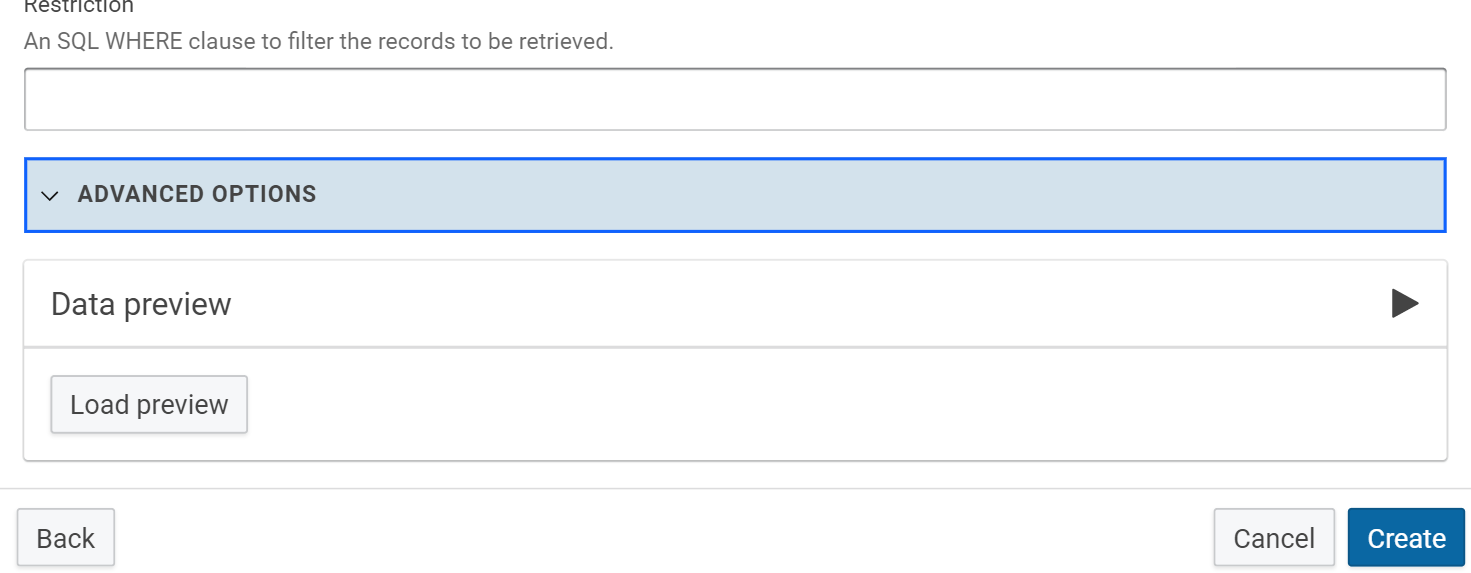 Restriction
An SQL WHERE clause to filter the records to be retrieved.
ADVANCED OPTIONS
Data preview
Load preview
Back
Cancel
Create